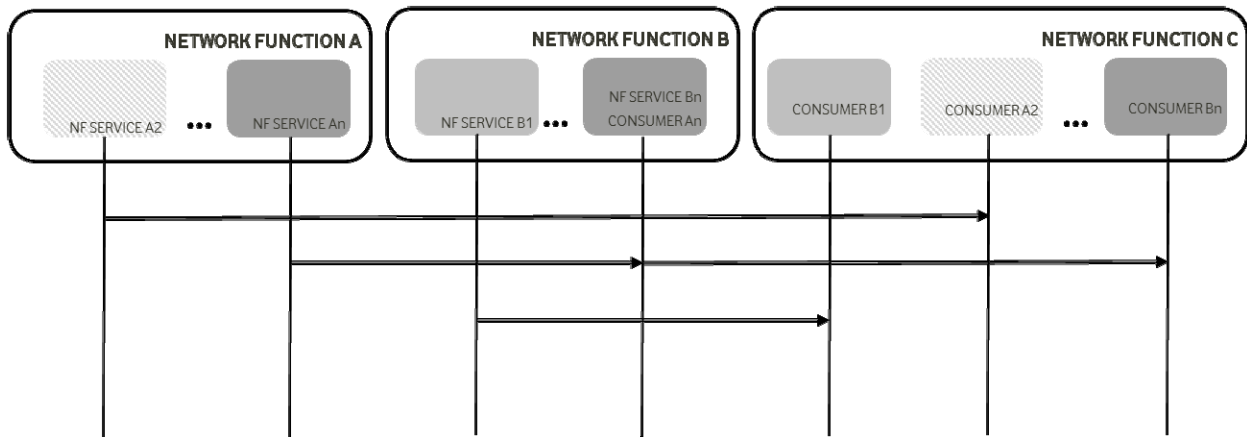 NETWORK FUNCTION A
NF SERVICE A2
...
NF SERVICE An
NETWORK FUNCTION B
NF SERVICE B1
...
NF SERVICE Bn
CONSUMER An
NETWORK FUNCTION C
CONSUMER B1
CONSUMER A2
...
CONSUMER Bn